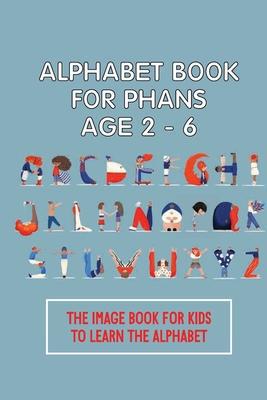 ALPHABET BOOK
FOR PHANS
AGE 2 - 6
A B C D E F G H I
J K L M N O P Q R
S T U V W X Y Z
THE IMAGE BOOK FOR KIDS
TO LEARN THE ALPHABET